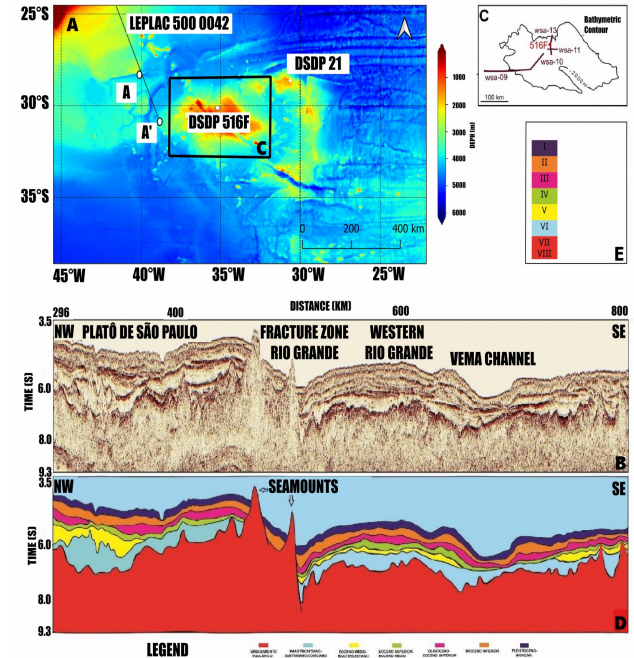 25°S
A
LEPLAC 500 0042
DSDP 21
30°S
A
A'
DSDP 516F
C
35°S
0 200 400 km
45°W 40°W 35°W 30°W 25°W
1000
2000
3000
4000
5000
6000
DEPH (m)
C
Bathymetric
Contour
wsa-13
516F
wsa-11
wsa-10
wsa-09
100 km
I
II
III
IV
V
VI
VII
VIII
E
DISTANCE (KM)
296 400 600 800
3.5
NW PLATÔ DE SÃO PAULO
FRACTURE ZONE
RIO GRANDE
WESTERN
RIO GRANDE
VEMA CHANNEL
SE
TIME (S)
6.0
8.0
9.3
B
3.5
NW
SEAMOUNTS
SE
TIME (S)
6.0
8.0
9.3
D
LEGEND